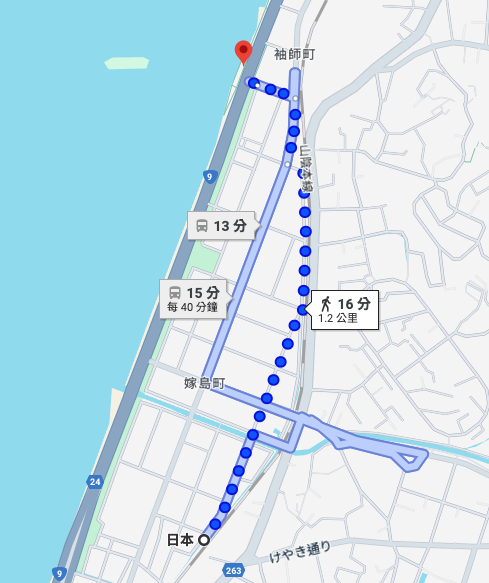 袖師町
山陰本線
9
13 分
15 分
每 40 分鐘
16 分
1.2 公里
嫁島町
24
日本
けやき通り
263
9